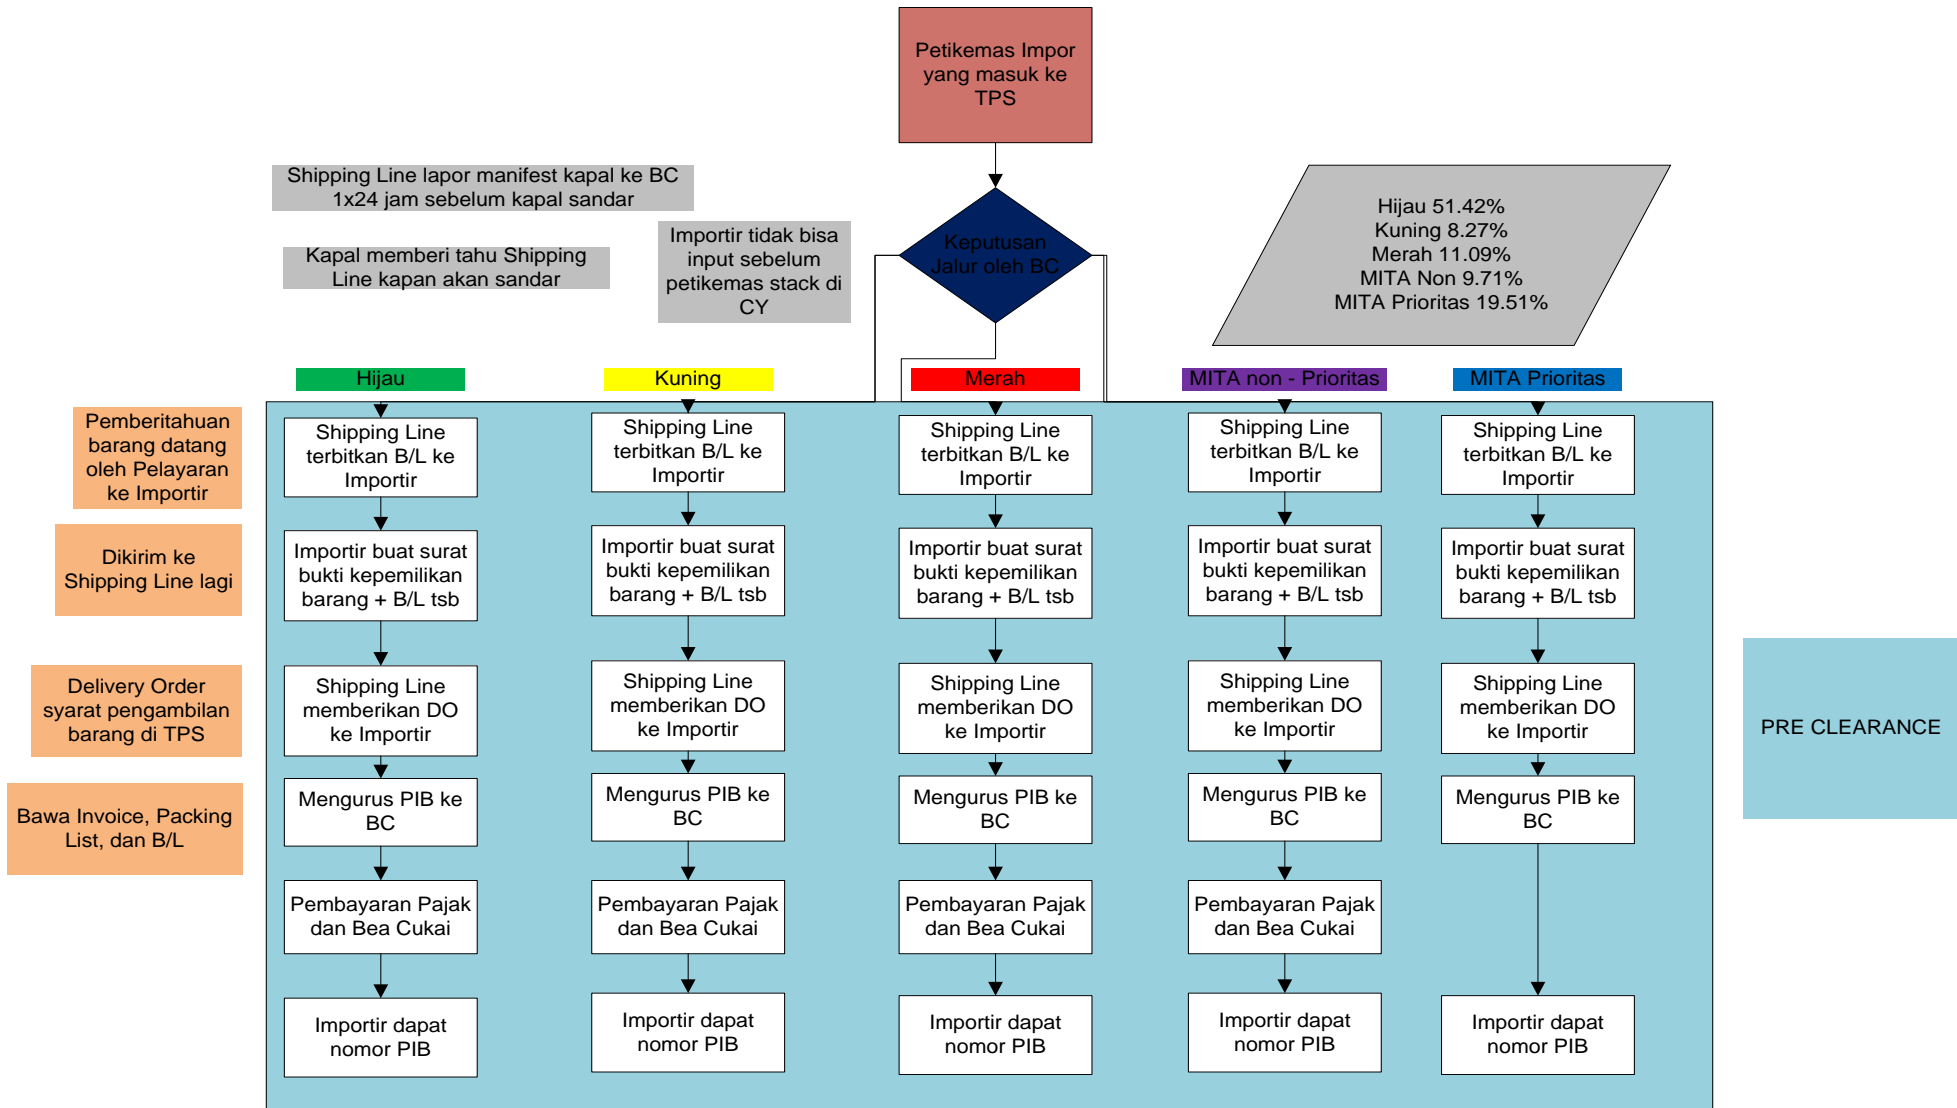 Petikemas Impor
yang masuk ke
TPS
Shipping Line lapor manifest kapal ke BC
1x24 jam sebelum kapal sandar
Kapal memberi tahu Shipping
Line kapan akan sandar
Importir tidak bisa
input sebelum
petikemas stack di
CY
Keputusan
Jalur oleh BC
Hijau 51.42%
Kuning 8.27%
Merah 11.09%
MITA Non 9.71%
MITA Prioritas 19.51%
Hijau
Kuning
Merah
MITA non - Prioritas
MITA Prioritas
Pemberitahuan
barang datang
oleh Pelayaran
ke Importir
Shipping Line
terbitkan B/L ke
Importir
Shipping Line
terbitkan B/L ke
Importir
Shipping Line
terbitkan B/L ke
Importir
Shipping Line
terbitkan B/L ke
Importir
Shipping Line
terbitkan B/L ke
Importir
Dikirim ke
Shipping Line lagi
Importir buat surat
bukti kepemilikan
barang + B/L tsb
Importir buat surat
bukti kepemilikan
barang + B/L tsb
Importir buat surat
bukti kepemilikan
barang + B/L tsb
Importir buat surat
bukti kepemilikan
barang + B/L tsb
Importir buat surat
bukti kepemilikan
barang + B/L tsb
Delivery Order
syarat pengambilan
barang di TPS
Shipping Line
memberikan DO
ke Importir
Shipping Line
memberikan DO
ke Importir
Shipping Line
memberikan DO
ke Importir
Shipping Line
memberikan DO
ke Importir
Shipping Line
memberikan DO
ke Importir
PRE CLEARANCE
Bawa Invoice, Packing
List, dan B/L
Mengurus PIB ke
BC
Mengurus PIB ke
BC
Mengurus PIB ke
BC
Mengurus PIB ke
BC
Mengurus PIB ke
BC
Pembayaran Pajak
dan Bea Cukai
Pembayaran Pajak
dan Bea Cukai
Pembayaran Pajak
dan Bea Cukai
Pembayaran Pajak
dan Bea Cukai
Importir dapat
nomor PIB
Importir dapat
nomor PIB
Importir dapat
nomor PIB
Importir dapat
nomor PIB
Importir dapat
nomor PIB